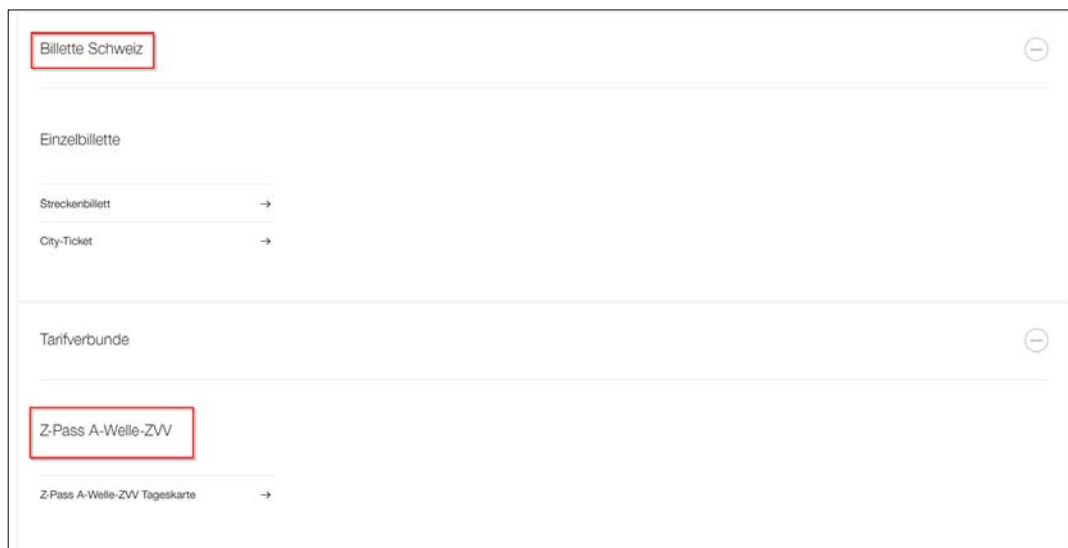 Billette Schweiz
Einzelbillette
Streckenbillett
City-Ticket
Tarifverbunde
Z-Pass A-Welle-ZVV
Z-Pass A-Welle-ZVV Tageskarte